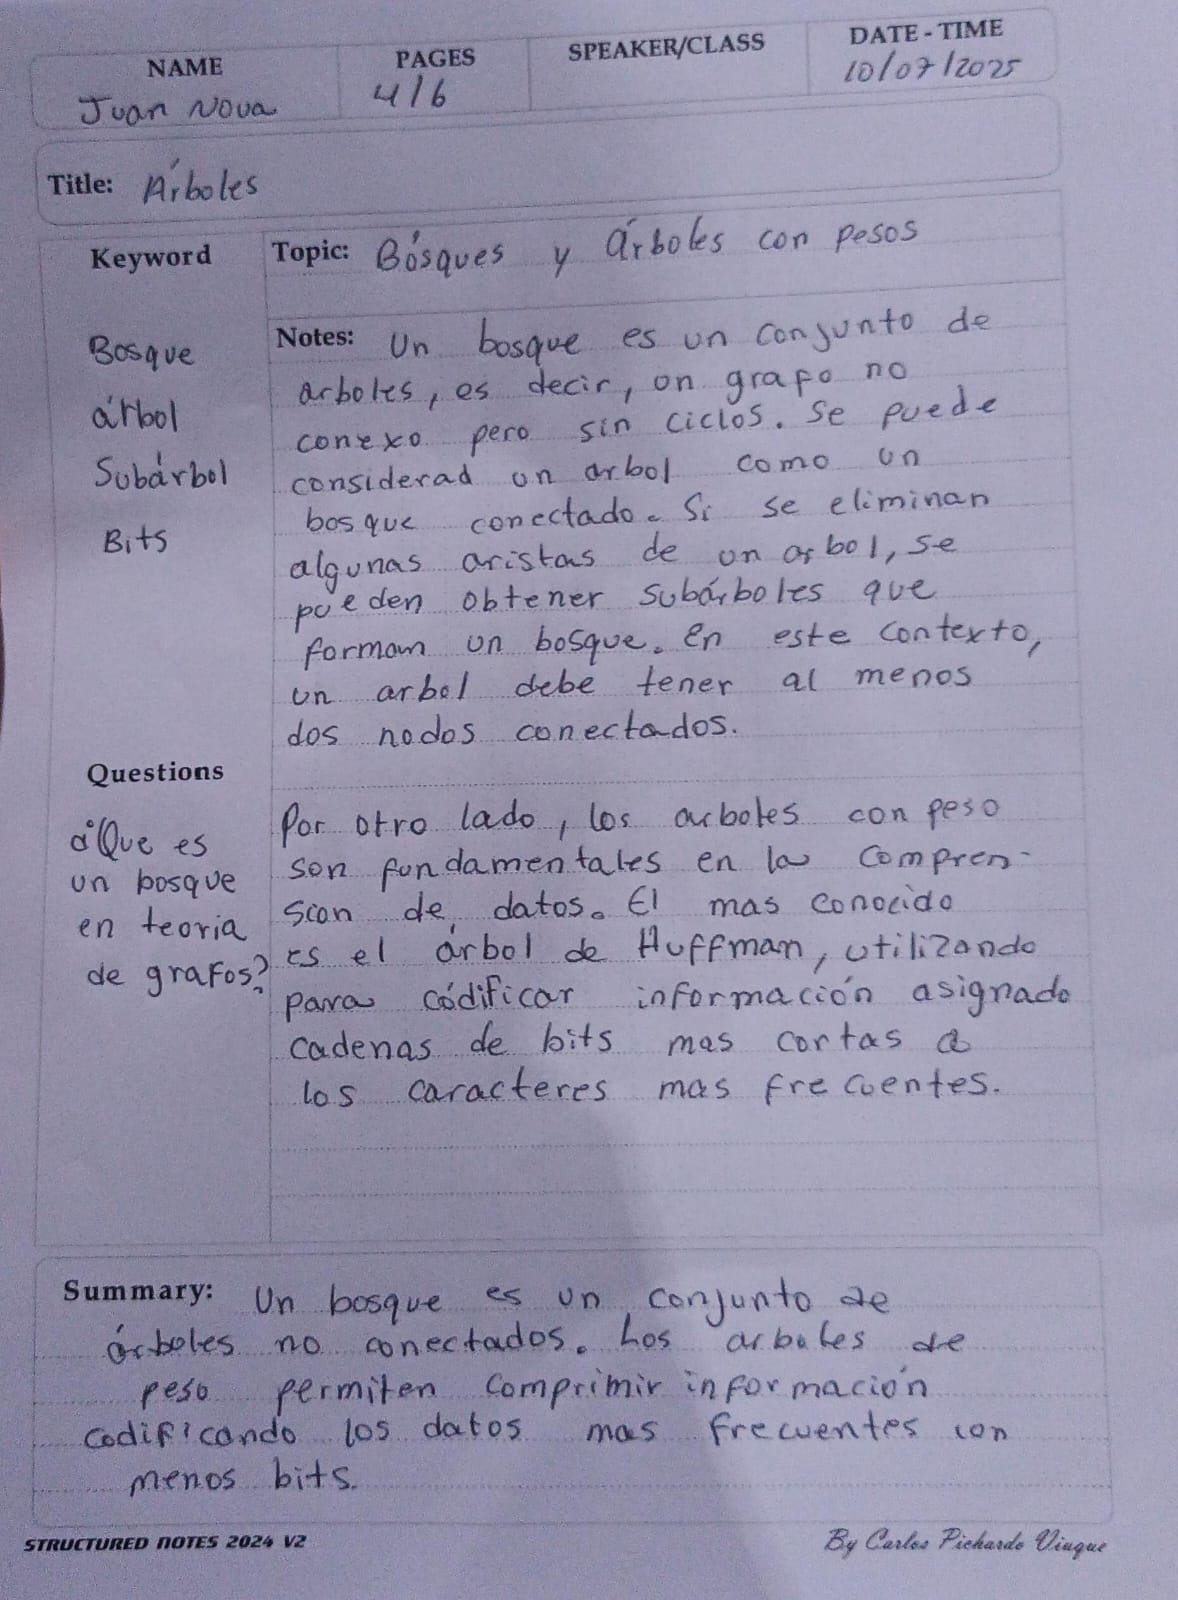 NAME
PAGES
SPEAKER/CLASS
DATE - TIME
Juan Nova
4/6
10/07/2025
Title: Árboles
Keyword
Bosque
árbol
Subárbol
Bits
Topic: Bósques y árboles con pesos
Notes: Un bosque es un conjunto de
arboles, es decir, un grafo no
conexo pero sin ciclos. Se puede
considerad un arbol como un
bosque conectado. Si se eliminan
algunas aristas de un arbol, se
pueden obtener subárboles que
forman un bosque. En este contexto,
un arbol debe tener al menos
dos nodos conectados.
Questions
¿Que es
un bosque
en teoria
de grafos?
Por otro lado, los arboles con peso
son fundamentales en la compren-
sion de datos. El mas conocido
es el árbol de Huffman, utilizando
para códificar información asignado
cadenas de bits mas cortas a
los caracteres mas frecuentes.
Summary: Un bosque es un conjunto de
árboles no conectados. Los arboles de
peso permiten comprimir información
codificando los datos mas frecuentes con
menos bits.
STRUCTURED NOTES 2024 V2
By Carlos Pichardo Viuque